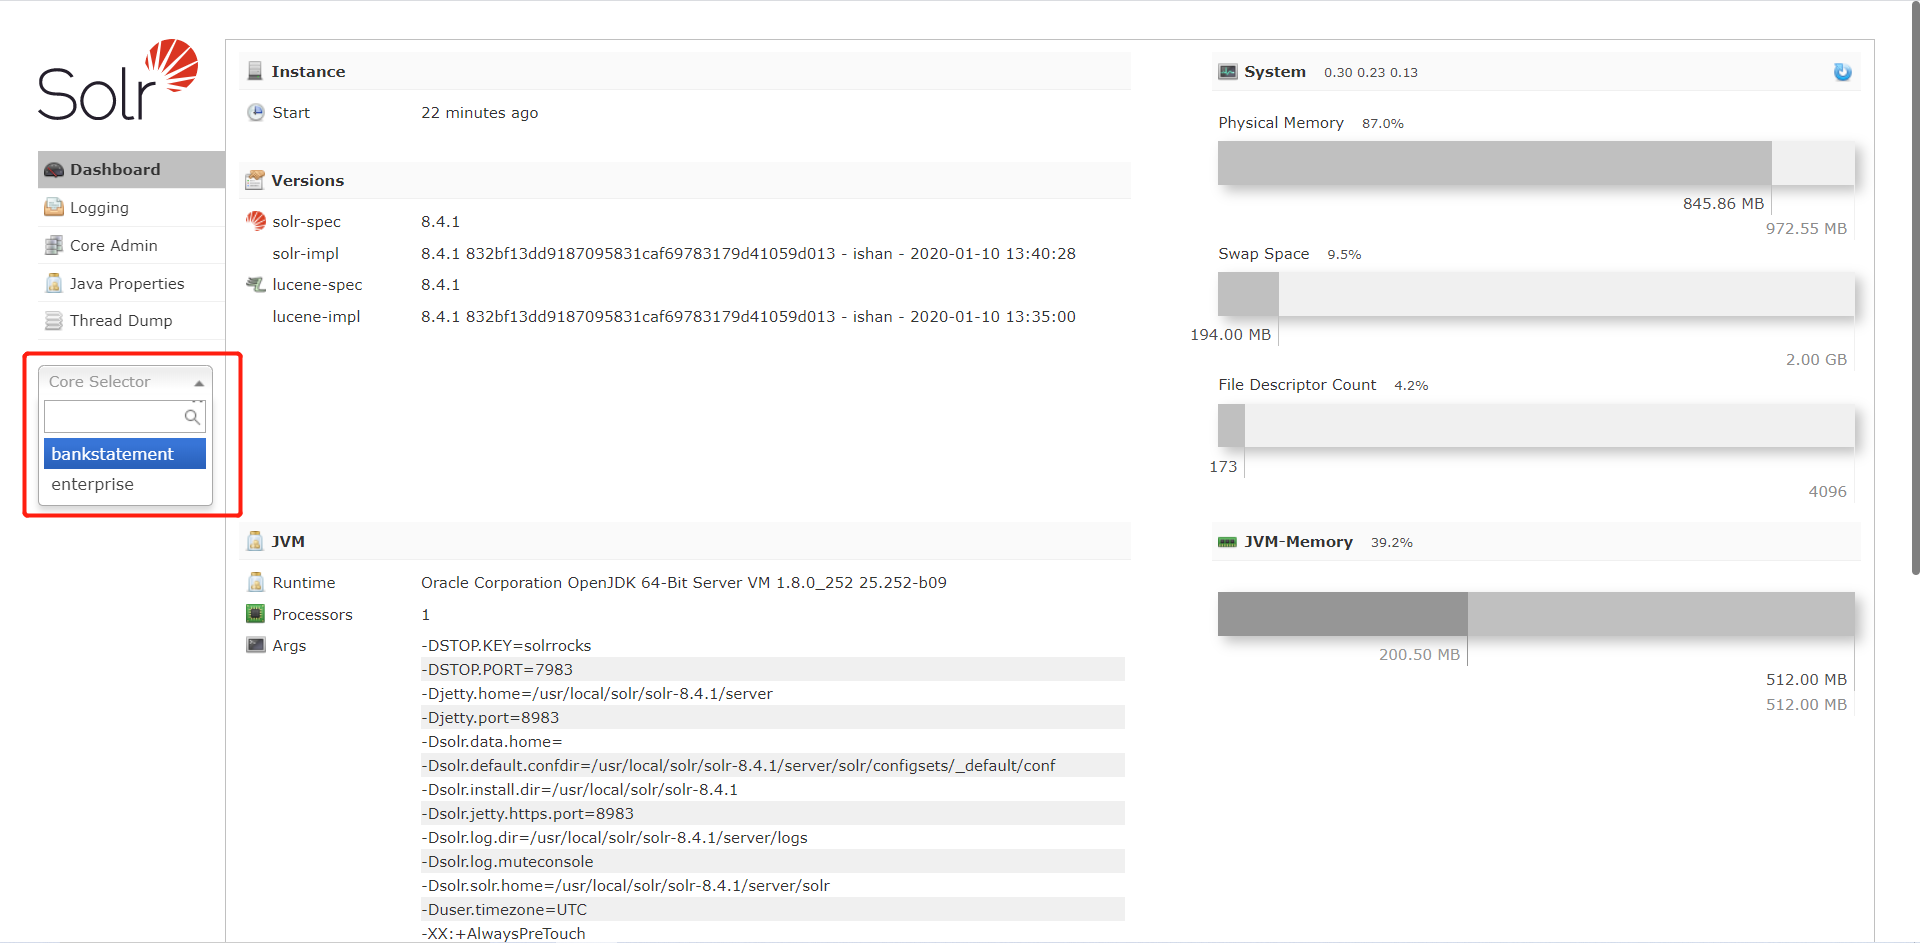 Solr
Dashboard
Logging
Core Admin
Java Properties
Thread Dump
Core Selector
bankstatement
enterprise
Instance
Start 22 minutes ago
Versions
solr-spec 8.4.1
solr-impl 8.4.1 832bf13dd9187095831caf69783179d41059d013 - ishan - 2020-01-10 13:40:28
lucene-spec 8.4.1
lucene-impl 8.4.1 832bf13dd9187095831caf69783179d41059d013 - ishan - 2020-01-10 13:35:00
JVM
Runtime Oracle Corporation OpenJDK 64-Bit Server VM 1.8.0_252 25.252-b09
Processors 1
Args -DSTOP.KEY=solrrocks
-DSTOP.PORT=7983
-Djetty.home=/usr/local/solr/solr-8.4.1/server
-Djetty.port=8983
-Dsolr.data.home=
-Dsolr.default.confdir=/usr/local/solr/solr-8.4.1/server/solr/configsets/_default/conf
-Dsolr.install.dir=/usr/local/solr/solr-8.4.1
-Dsolr.jetty.https.port=8983
-Dsolr.log.dir=/usr/local/solr/solr-8.4.1/server/logs
-Dsolr.log.muteconsole
-Dsolr.solr.home=/usr/local/solr/solr-8.4.1/server/solr
-Duser.timezone=UTC
-XX:+AlwaysPreTouch
System 0.30 0.23 0.13
Physical Memory 87.0%
845.86 MB
972.55 MB
Swap Space 9.5%
194.00 MB
2.00 GB
File Descriptor Count 4.2%
173
4096
JVM-Memory 39.2%
200.50 MB
512.00 MB
512.00 MB